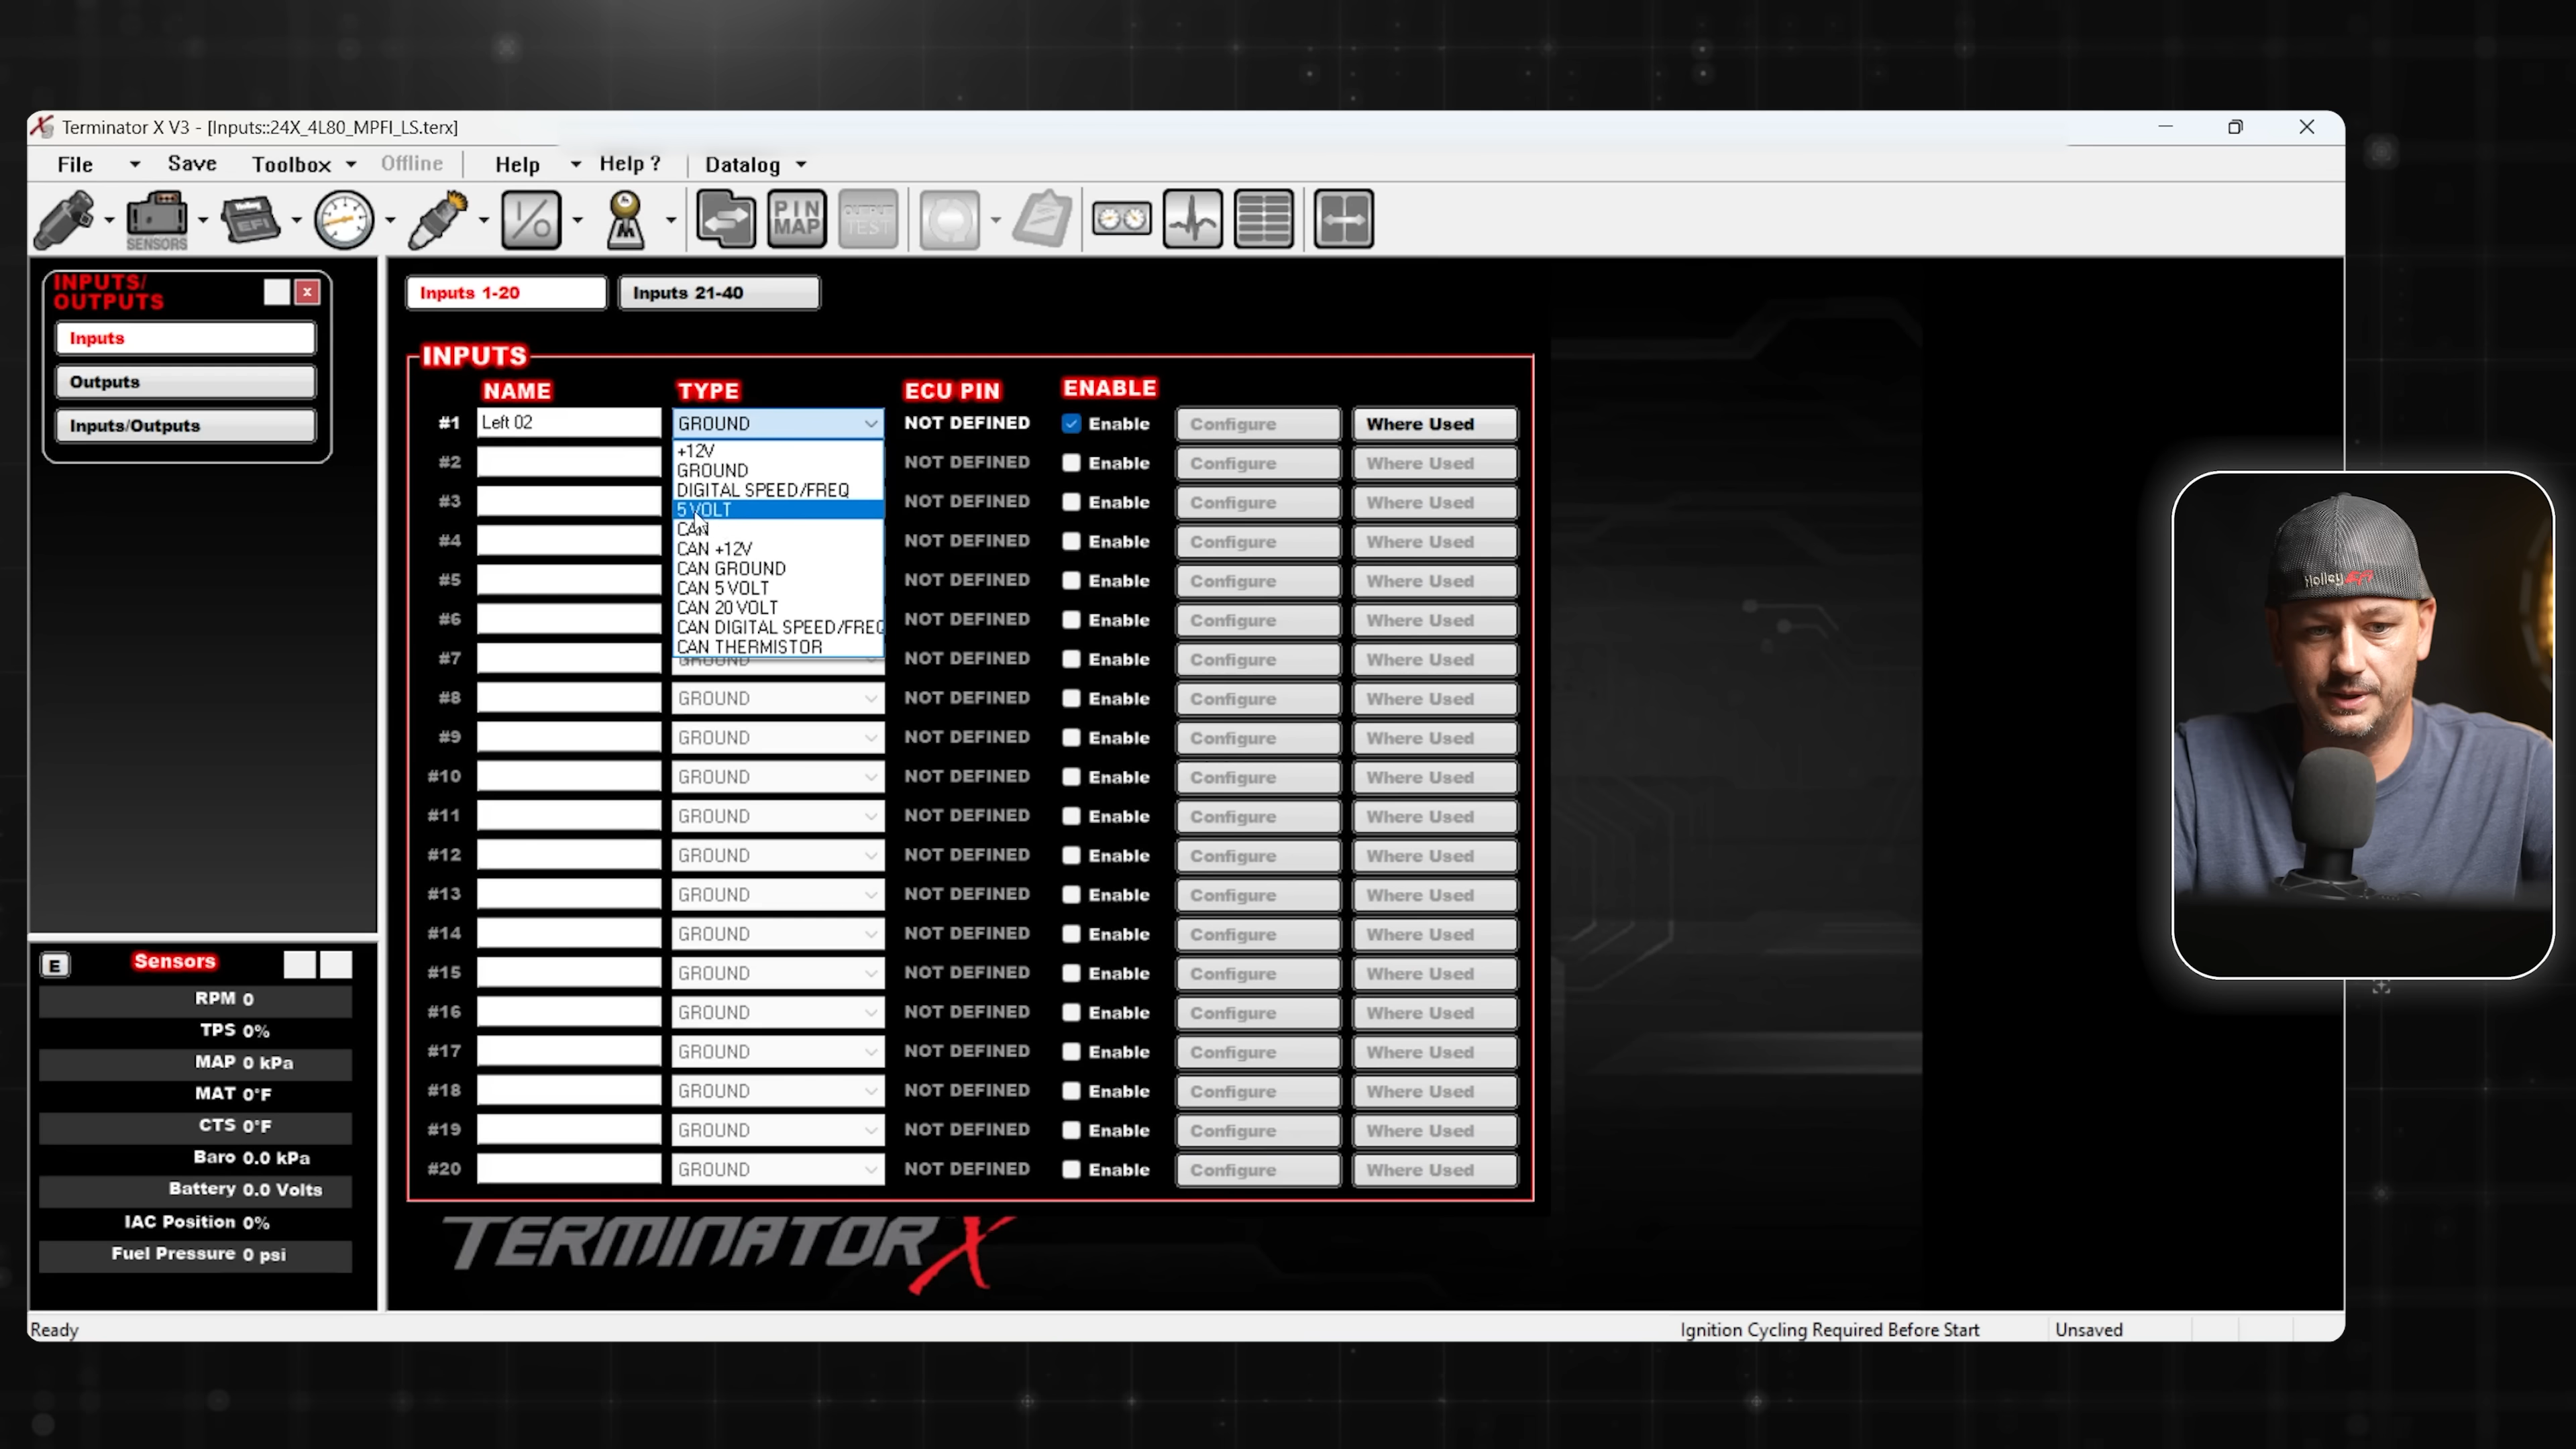 Terminator X V3 - [Inputs::24X_4L80_MPFI_LS.terx]
File Save Toolbox Offline Help Help ? Datalog
SENSORS EFI I/O PIN MAP OUTPUT TEST
INPUTS/
OUTPUTS
x
Inputs
Outputs
Inputs/Outputs
Inputs 1-20 Inputs 21-40
INPUTS
NAME TYPE ECU PIN ENABLE
#1 Left 02 GROUND NOT DEFINED Enable Configure Where Used
+12V
GROUND
DIGITAL SPEED/FREQ
5 VOLT
CAN
CAN +12V
CAN GROUND
CAN 5 VOLT
CAN 20 VOLT
CAN DIGITAL SPEED/FREQ
CAN THERMISTOR
#2 NOT DEFINED Enable Configure Where Used
#3 NOT DEFINED Enable Configure Where Used
#4 NOT DEFINED Enable Configure Where Used
#5 NOT DEFINED Enable Configure Where Used
#6 NOT DEFINED Enable Configure Where Used
#7 GROUND NOT DEFINED Enable Configure Where Used
#8 GROUND NOT DEFINED Enable Configure Where Used
#9 GROUND NOT DEFINED Enable Configure Where Used
#10 GROUND NOT DEFINED Enable Configure Where Used
#11 GROUND NOT DEFINED Enable Configure Where Used
#12 GROUND NOT DEFINED Enable Configure Where Used
#13 GROUND NOT DEFINED Enable Configure Where Used
#14 GROUND NOT DEFINED Enable Configure Where Used
#15 GROUND NOT DEFINED Enable Configure Where Used
#16 GROUND NOT DEFINED Enable Configure Where Used
#17 GROUND NOT DEFINED Enable Configure Where Used
#18 GROUND NOT DEFINED Enable Configure Where Used
#19 GROUND NOT DEFINED Enable Configure Where Used
#20 GROUND NOT DEFINED Enable Configure Where Used
TERMINATOR X
E Sensors
RPM 0
TPS 0%
MAP 0 kPa
MAT 0°F
CTS 0°F
Baro 0.0 kPa
Battery 0.0 Volts
IAC Position 0%
Fuel Pressure 0 psi
Ready Ignition Cycling Required Before Start Unsaved
Holley EFI